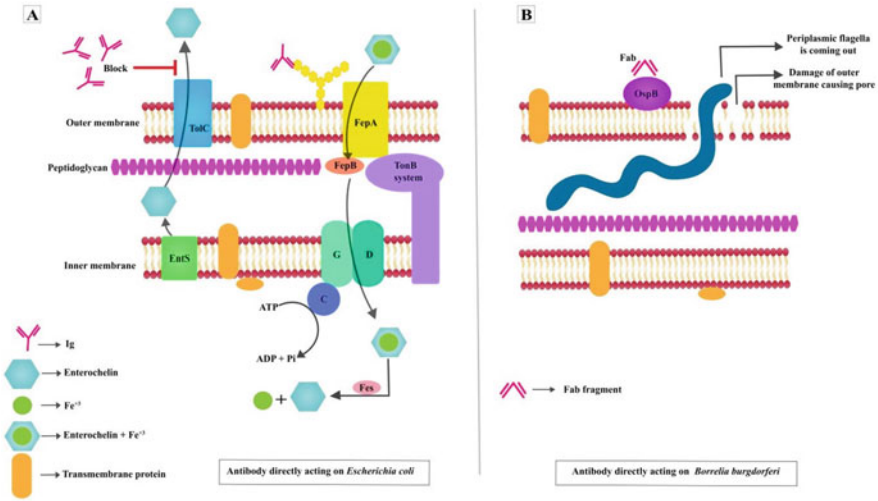 A
Block
Outer membrane
TolC
FepA
Peptidoglycan
FepB
TonB
system
Inner membrane
EntS
G
D
C
ATP
ADP + Pi
Fes
+
Ig
Enterochelin
Fe+3
Enterochelin + Fe+3
Transmembrane protein
Antibody directly acting on Escherichia coli
B
Fab
OspB
Periplasmic flagella
is coming out
Damage of outer
membrane causing pore
Fab fragment
Antibody directly acting on Borrelia burgdorferi